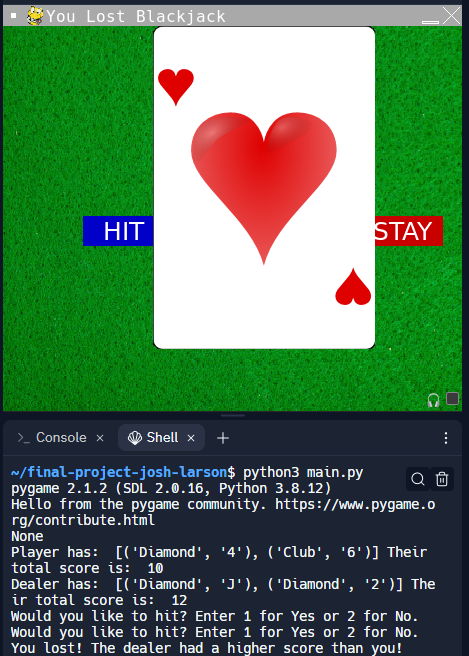 You Lost Blackjack
HIT
STAY
>_ Console ×
Shell × +
~/final-project-josh-larson$ python3 main.py
pygame 2.1.2 (SDL 2.0.16, Python 3.8.12)
Hello from the pygame community. https://www.pygame.o
rg/contribute.html
None
Player has:  [('Diamond', '4'), ('Club', '6')] Their
total score is:  10
Dealer has:  [('Diamond', 'J'), ('Diamond', '2')] The
ir total score is:  12
Would you like to hit? Enter 1 for Yes or 2 for No.
Would you like to hit? Enter 1 for Yes or 2 for No.
You lost! The dealer had a higher score than you!